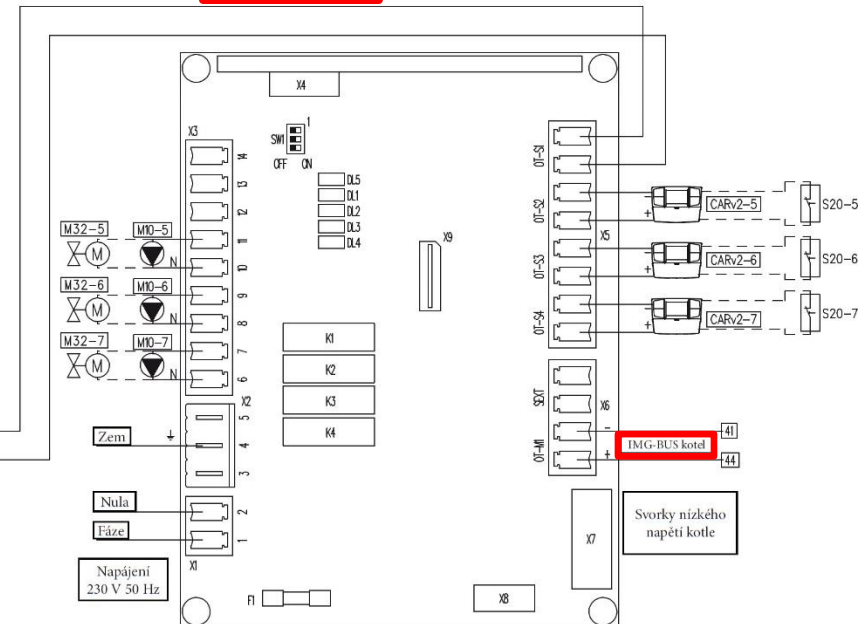 X4
X3
SW1
1
OFF ON
DL5
DL1
DL2
DL3
DL4
X9
K1
K2
K3
K4
14
13
12
11
10
9
8
7
6
M32-5
M10-5
M
N
M32-6
M10-6
M
M32-7
M10-7
M
N
X2
5
4
3
Zem
Nula
Fáze
2
1
X1
Napájení
230 V 50 Hz
F1
X8
X7
OT-S1
OT-S2
OT-S3
OT-S4
X5
-
+
CARv2-5
S20-5
-
+
CARv2-6
S20-6
-
+
CARv2-7
S20-7
SEXT
OT-M1
X6
-
41
IMG-BUS kotel
+
44
Svorky nízkého
napětí kotle